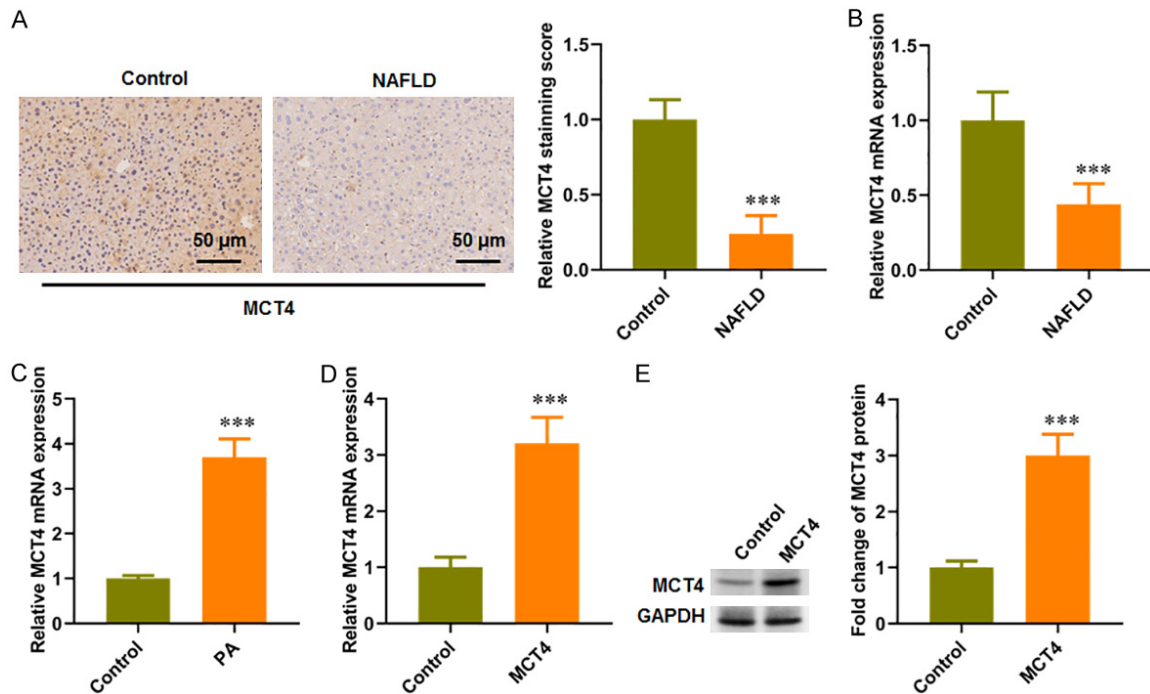 A
Control
NAFLD
50 µm
50 µm
MCT4
Relative MCT4 stainning score
1.5
1.0
0.5
0.0
***
Control
NAFLD
B
Relative MCT4 mRNA expression
1.5
1.0
0.5
0.0
***
Control
NAFLD
C
Relative MCT4 mRNA expression
5
4
3
2
1
0
***
Control
PA
D
Relative MCT4 mRNA expression
4
3
2
1
0
***
Control
MCT4
E
Control
MCT4
MCT4
GAPDH
Fold change of MCT4 protein
4
3
2
1
0
***
Control
MCT4